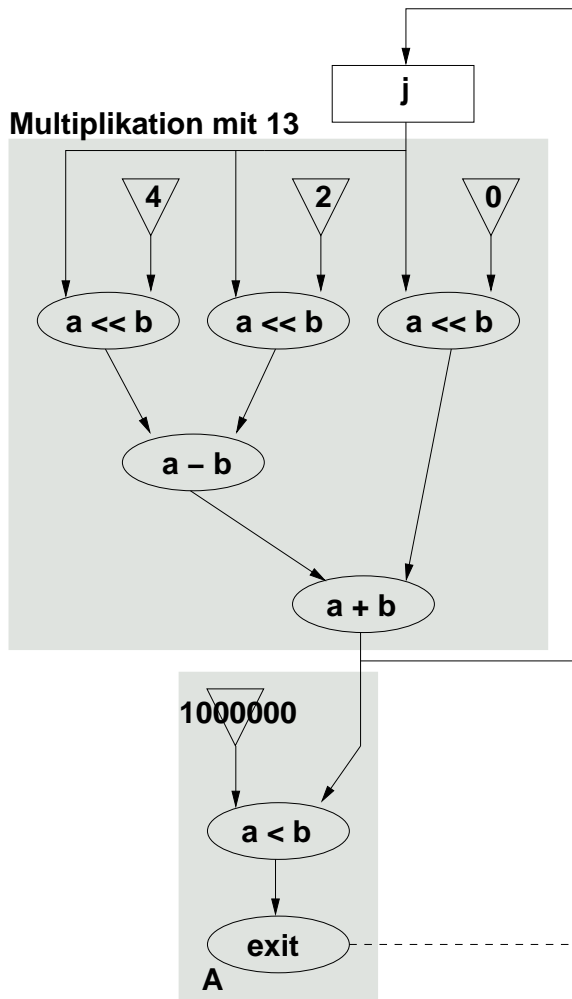 j
Multiplikation mit 13
4 2 0
a << b a << b a << b
a – b
a + b
1000000
a < b
exit
A